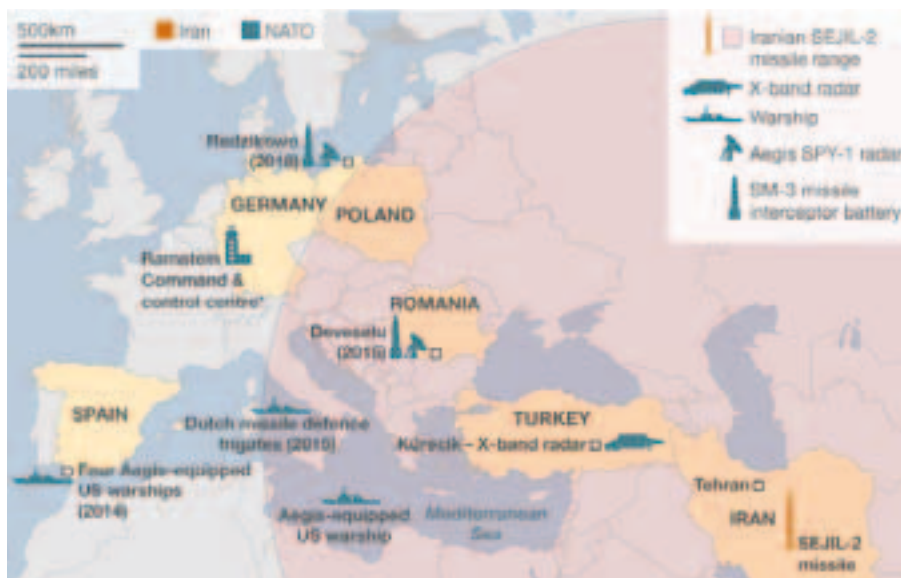 500km
200 miles
Iran
NATO
Iranian SEJIL-2
missile range
X-band radar
Warship
Aegis SPY-1 radar
SM-3 missile
interceptor battery
Redzikowo
(2018)
GERMANY
POLAND
Ramstein
Command &
control centre*
ROMANIA
Deveselu
(2015)
SPAIN
Dutch missile defence
frigates (2015)
TURKEY
Kürecik – X-band radar
Four Aegis-equipped
US warships
(2014)
Aegis-equipped
US warship
Mediterranean
Sea
Tehran
IRAN
SEJIL-2
missile